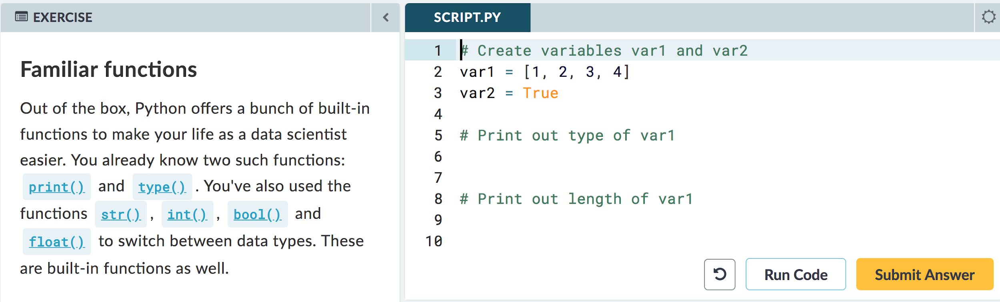 EXERCISE
Familiar functions
Out of the box, Python offers a bunch of built-in
functions to make your life as a data scientist
easier. You already know two such functions:
print() and type() . You've also used the
functions str() , int() , bool() and
float() to switch between data types. These
are built-in functions as well.
SCRIPT.PY
1 # Create variables var1 and var2
2 var1 = [1, 2, 3, 4]
3 var2 = True
4
5 # Print out type of var1
6
7
8 # Print out length of var1
9
10
Run Code
Submit Answer